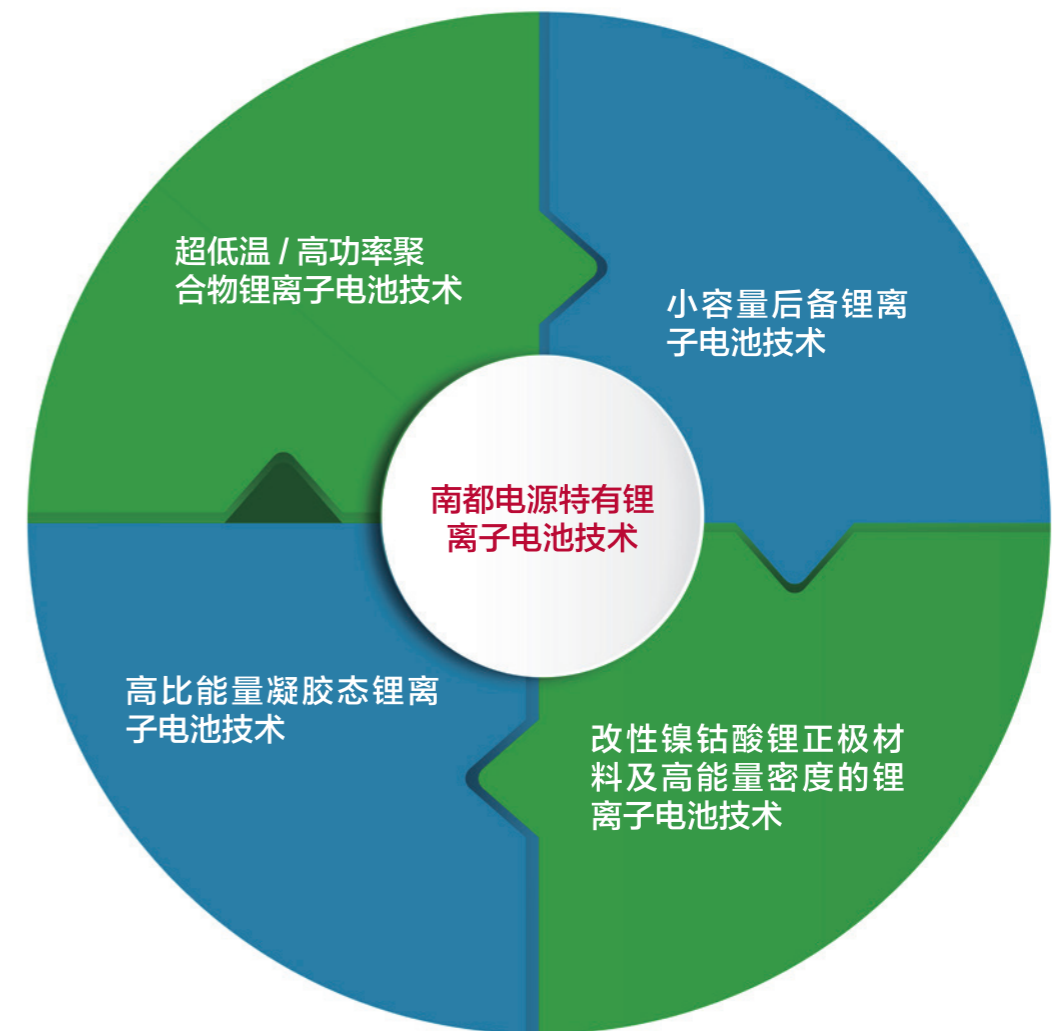 超低温 / 高功率聚
合物锂离子电池技术
小容量后备锂离
子电池技术
南都电源特有锂
离子电池技术
高比能量凝胶态锂离
子电池技术
改性镍钴酸锂正极材
料及高能量密度的锂
离子电池技术